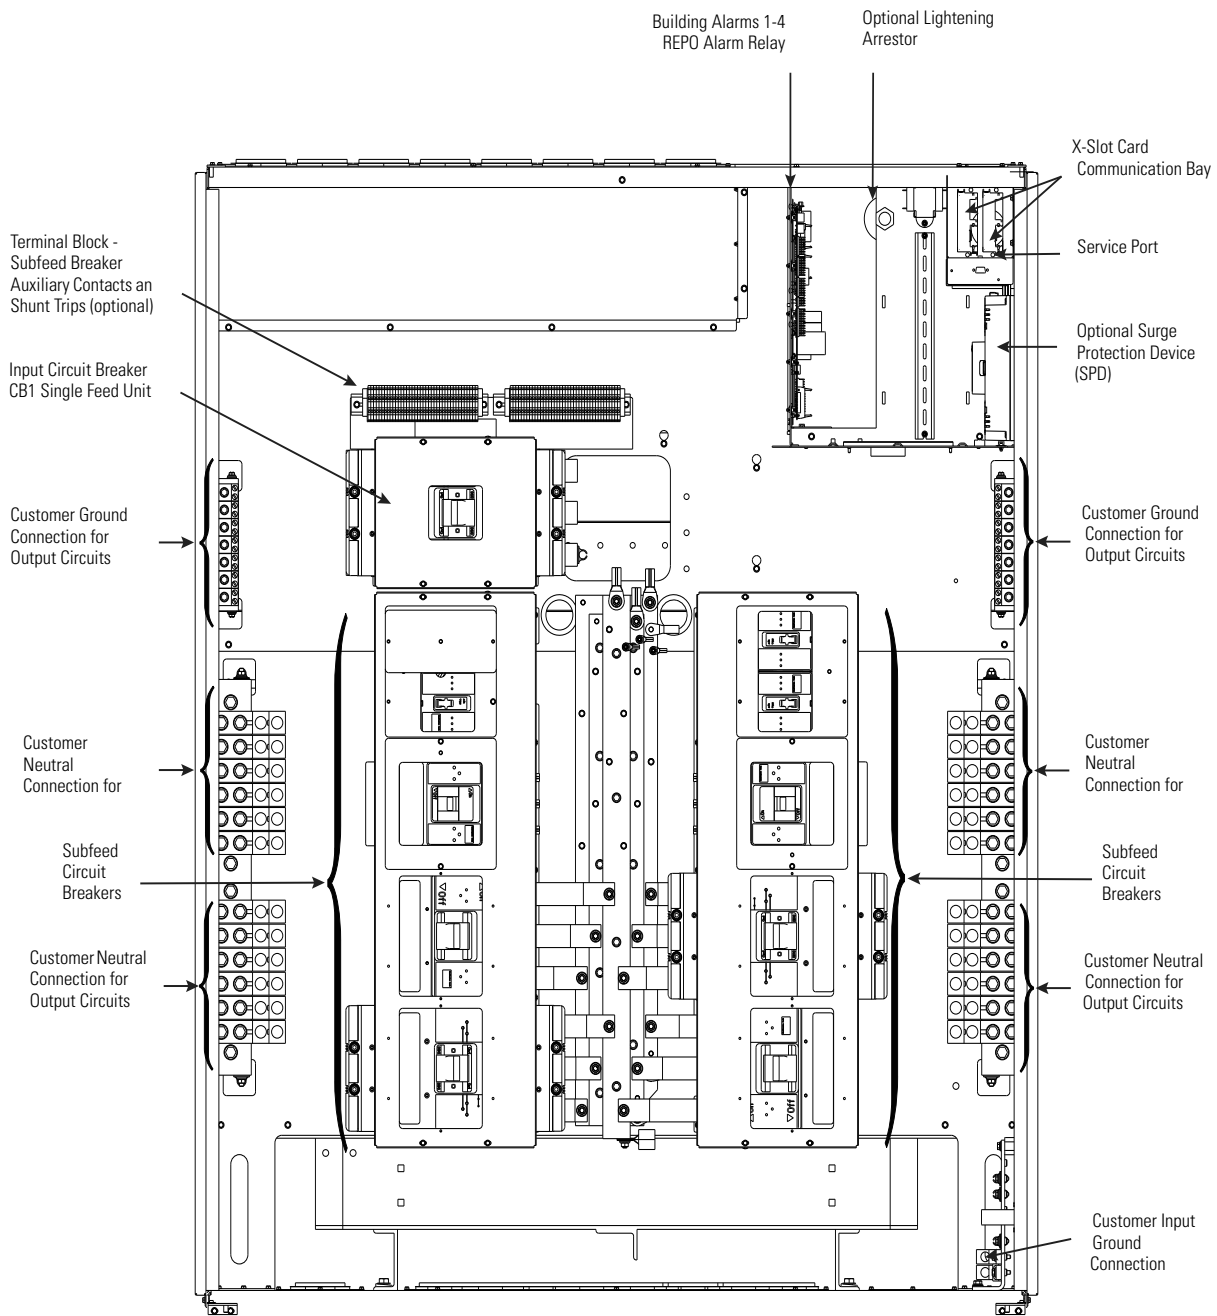 Building Alarms 1-4
REPO Alarm Relay
Optional Lightening
Arrestor
X-Slot Card
Communication Bay
Service Port
Optional Surge
Protection Device
(SPD)
Terminal Block -
Subfeed Breaker
Auxiliary Contacts an
Shunt Trips (optional)
Input Circuit Breaker
CB1 Single Feed Unit
Customer Ground
Connection for
Output Circuits
Customer Ground
Connection for
Output Circuits
Customer
Neutral
Connection for
Customer
Neutral
Connection for
Subfeed
Circuit
Breakers
Subfeed
Circuit
Breakers
Customer Neutral
Connection for
Output Circuits
Customer Neutral
Connection for
Output Circuits
Off
Off
Customer Input
Ground
Connection